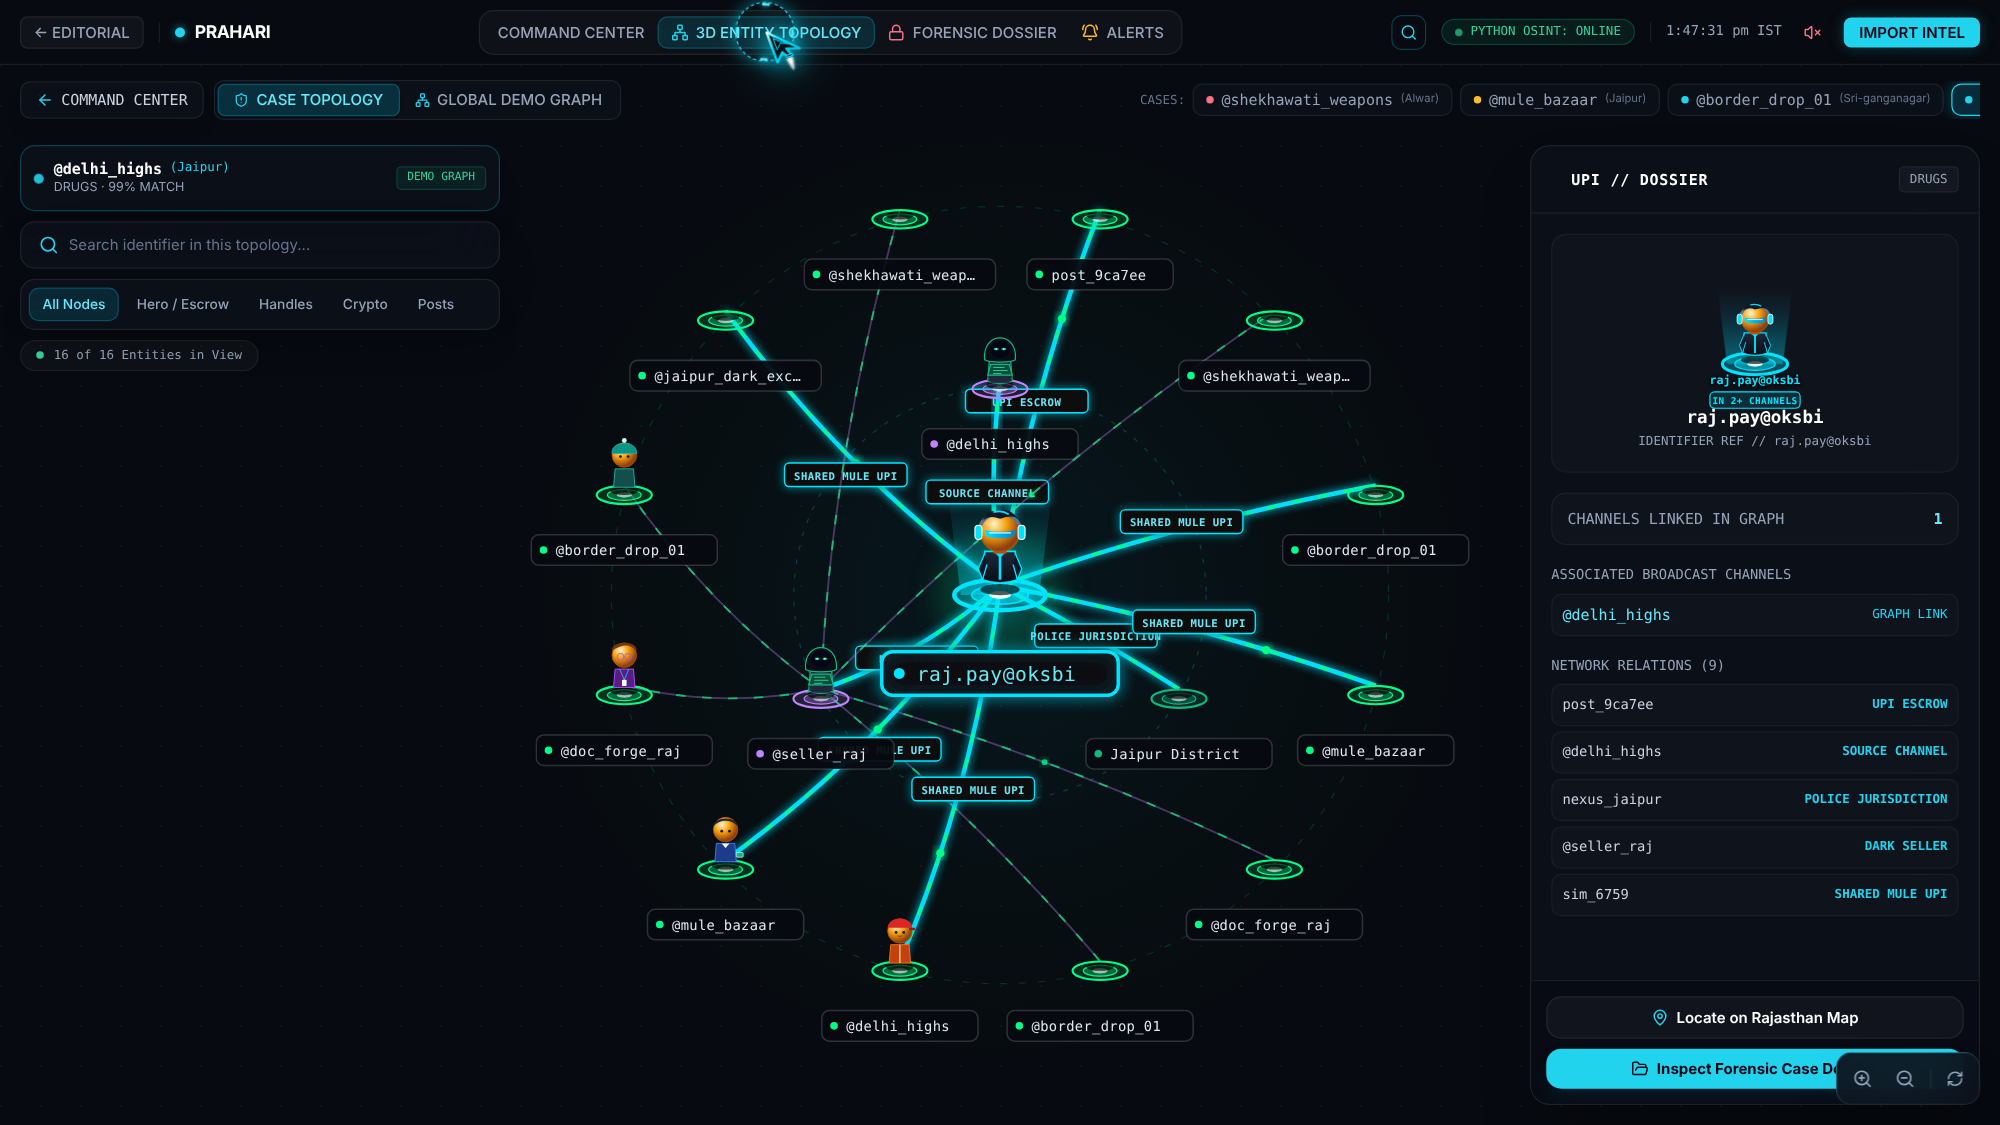 ← EDITORIAL
PRAHARI
COMMAND CENTER
3D ENTITY TOPOLOGY
FORENSIC DOSSIER
ALERTS
PYTHON OSINT: ONLINE
1:47:31 pm IST
IMPORT INTEL
← COMMAND CENTER
CASE TOPOLOGY
GLOBAL DEMO GRAPH
CASES:
@shekhawati_weapons (Alwar)
@mule_bazaar (Jaipur)
@border_drop_01 (Sri-ganganagar)
@delhi_highs (Jaipur)
DRUGS · 99% MATCH
DEMO GRAPH
Search identifier in this topology...
All Nodes
Hero / Escrow
Handles
Crypto
Posts
16 of 16 Entities in View
@shekhawati_weap…
post_9ca7ee
@jaipur_dark_exc…
@shekhawati_weap…
UPI ESCROW
@delhi_highs
SHARED MULE UPI
SOURCE CHANNEL
SHARED MULE UPI
@border_drop_01
@border_drop_01
SHARED MULE UPI
POLICE JURISDICTION
raj.pay@oksbi
@doc_forge_raj
@seller_raj
MULE UPI
Jaipur District
@mule_bazaar
SHARED MULE UPI
@mule_bazaar
@doc_forge_raj
@delhi_highs
@border_drop_01
UPI // DOSSIER
DRUGS
raj.pay@oksbi
IN 2+ CHANNELS
raj.pay@oksbi
IDENTIFIER REF // raj.pay@oksbi
CHANNELS LINKED IN GRAPH
1
ASSOCIATED BROADCAST CHANNELS
@delhi_highs
GRAPH LINK
NETWORK RELATIONS (9)
post_9ca7ee
UPI ESCROW
@delhi_highs
SOURCE CHANNEL
nexus_jaipur
POLICE JURISDICTION
@seller_raj
DARK SELLER
sim_6759
SHARED MULE UPI
Locate on Rajasthan Map
Inspect Forensic Case